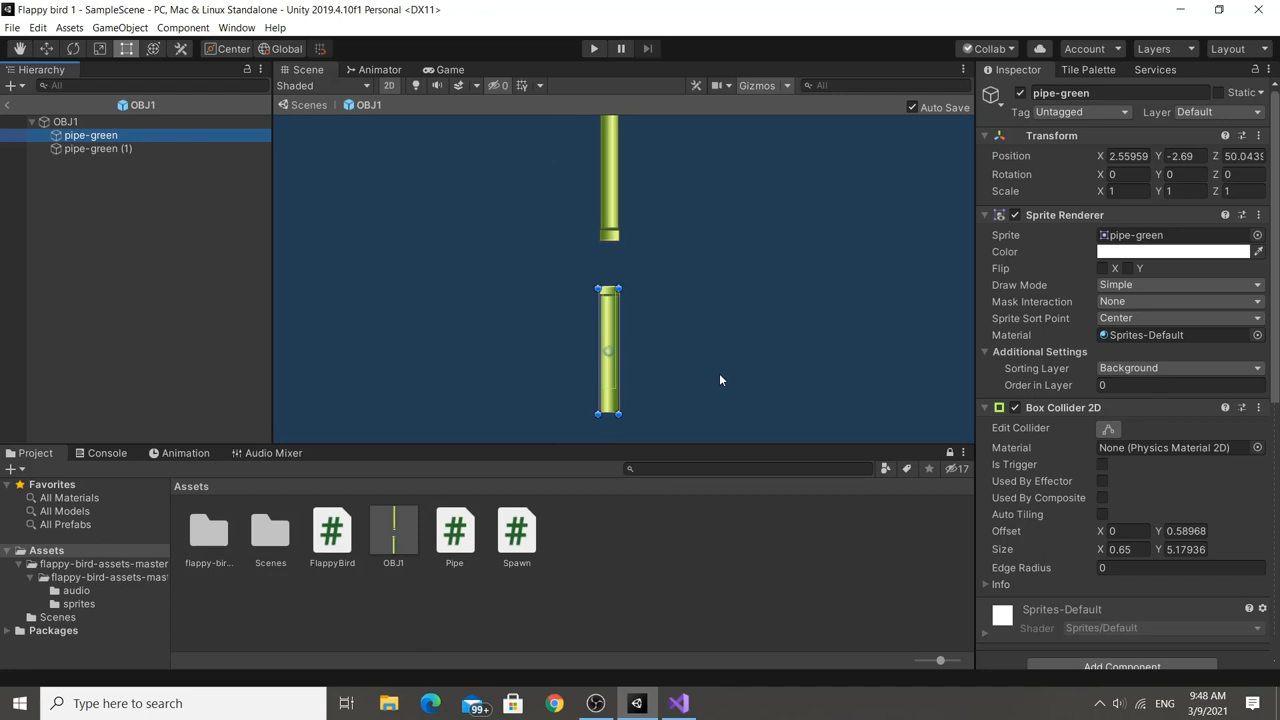 Flappy bird 1 - SampleScene - PC, Mac & Linux Standalone - Unity 2019.4.10f1 Personal <DX11>
File Edit Assets GameObject Component Window Help
Center Global Collab Account Layers Layout
Hierarchy Scene Animator Game Inspector Tile Palette Services
All Shaded 2D 0 Gizmos All pipe-green Static
OBJ1 Scenes OBJ1 Auto Save Tag Untagged Layer Default
OBJ1
pipe-green
pipe-green (1)
Transform
Position X 2.55959 Y -2.69 Z 50.0439
Rotation X 0 Y 0 Z 0
Scale X 1 Y 1 Z 1
Sprite Renderer
Sprite pipe-green
Color
Flip X Y
Draw Mode Simple
Mask Interaction None
Sprite Sort Point Center
Material Sprites-Default
Additional Settings
Sorting Layer Background
Order in Layer 0
Box Collider 2D
Edit Collider
Material None (Physics Material 2D)
Is Trigger
Used By Effector
Used By Composite
Auto Tiling
Offset X 0 Y 0.58968
Size X 0.65 Y 5.17936
Edge Radius 0
Info
Sprites-Default
Shader Sprites/Default
Add Component
Project Console Animation Audio Mixer
17
Favorites
All Materials
All Models
All Prefabs
Assets
flappy-bird-assets-master
flappy-bird-assets-mast
audio
sprites
Scenes
Packages
Assets
flappy-bir... Scenes FlappyBird OBJ1 Pipe Spawn
Type here to search
99+
ENG
9:48 AM
3/9/2021